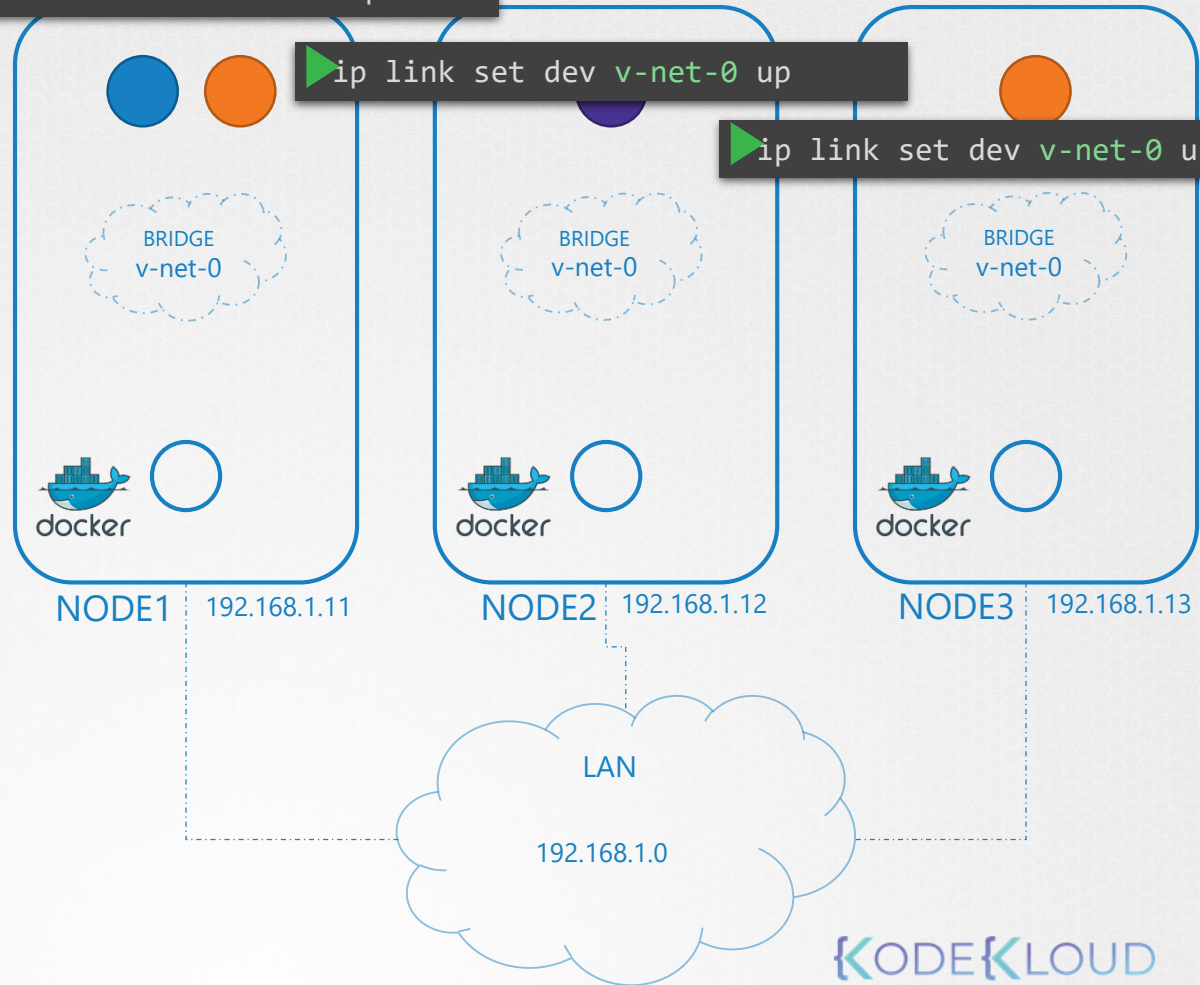 ip link set dev v-net-0 up
ip link set dev v-net-0 u
BRIDGE
v-net-0
BRIDGE
v-net-0
BRIDGE
v-net-0
docker
docker
docker
NODE1 192.168.1.11
NODE2 192.168.1.12
NODE3 192.168.1.13
LAN
192.168.1.0
{KODE{KLOUD